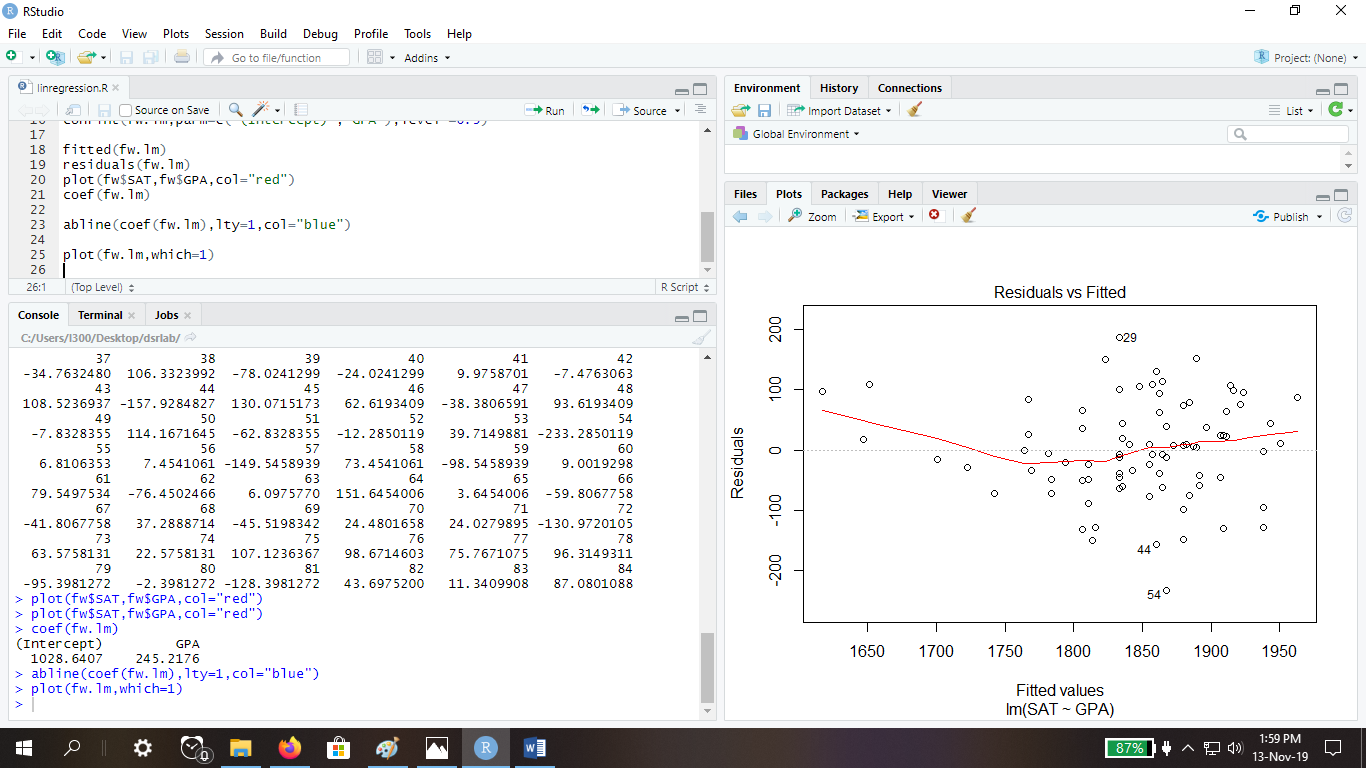 RStudio
File Edit Code View Plots Session Build Debug Profile Tools Help
Go to file/function Addins Project: (None)
linregression.R
Source on Save Run Source
17
18 fitted(fw.lm)
19 residuals(fw.lm)
20 plot(fw$SAT,fw$GPA,col="red")
21 coef(fw.lm)
22
23 abline(coef(fw.lm),lty=1,col="blue")
24
25 plot(fw.lm,which=1)
26
26:1 (Top Level) R Script
Console Terminal Jobs
C:/Users/I300/Desktop/dsrlab/
37 38 39 40 41 42
-34.7632480 106.3323992 -78.0241299 -24.0241299 9.9758701 -7.4763063
43 44 45 46 47 48
108.5236937 -157.9284827 130.0715173 62.6193409 -38.3806591 93.6193409
49 50 51 52 53 54
-7.8328355 114.1671645 -62.8328355 -12.2850119 39.7149881 -233.2850119
55 56 57 58 59 60
6.8106353 7.4541061 -149.5458939 73.4541061 -98.5458939 9.0019298
61 62 63 64 65 66
79.5497534 -76.4502466 6.0975770 151.6454006 3.6454006 -59.8067758
67 68 69 70 71 72
-41.8067758 37.2888714 -45.5198342 24.4801658 24.0279895 -130.9720105
73 74 75 76 77 78
63.5758131 22.5758131 107.1236367 98.6714603 75.7671075 96.3149311
79 80 81 82 83 84
-95.3981272 -2.3981272 -128.3981272 43.6975200 11.3409908 87.0801088
> plot(fw$SAT,fw$GPA,col="red")
> plot(fw$SAT,fw$GPA,col="red")
> coef(fw.lm)
(Intercept) GPA
1028.6407 245.2176
> abline(coef(fw.lm),lty=1,col="blue")
> plot(fw.lm,which=1)
>
Environment History Connections
Import Dataset List
Global Environment
Files Plots Packages Help Viewer
Zoom Export Publish
Residuals vs Fitted
200
100
0
-100
-200
Residuals
29
44
54
1650 1700 1750 1800 1850 1900 1950
Fitted values
lm(SAT ~ GPA)
87%
1:59 PM
13-Nov-19